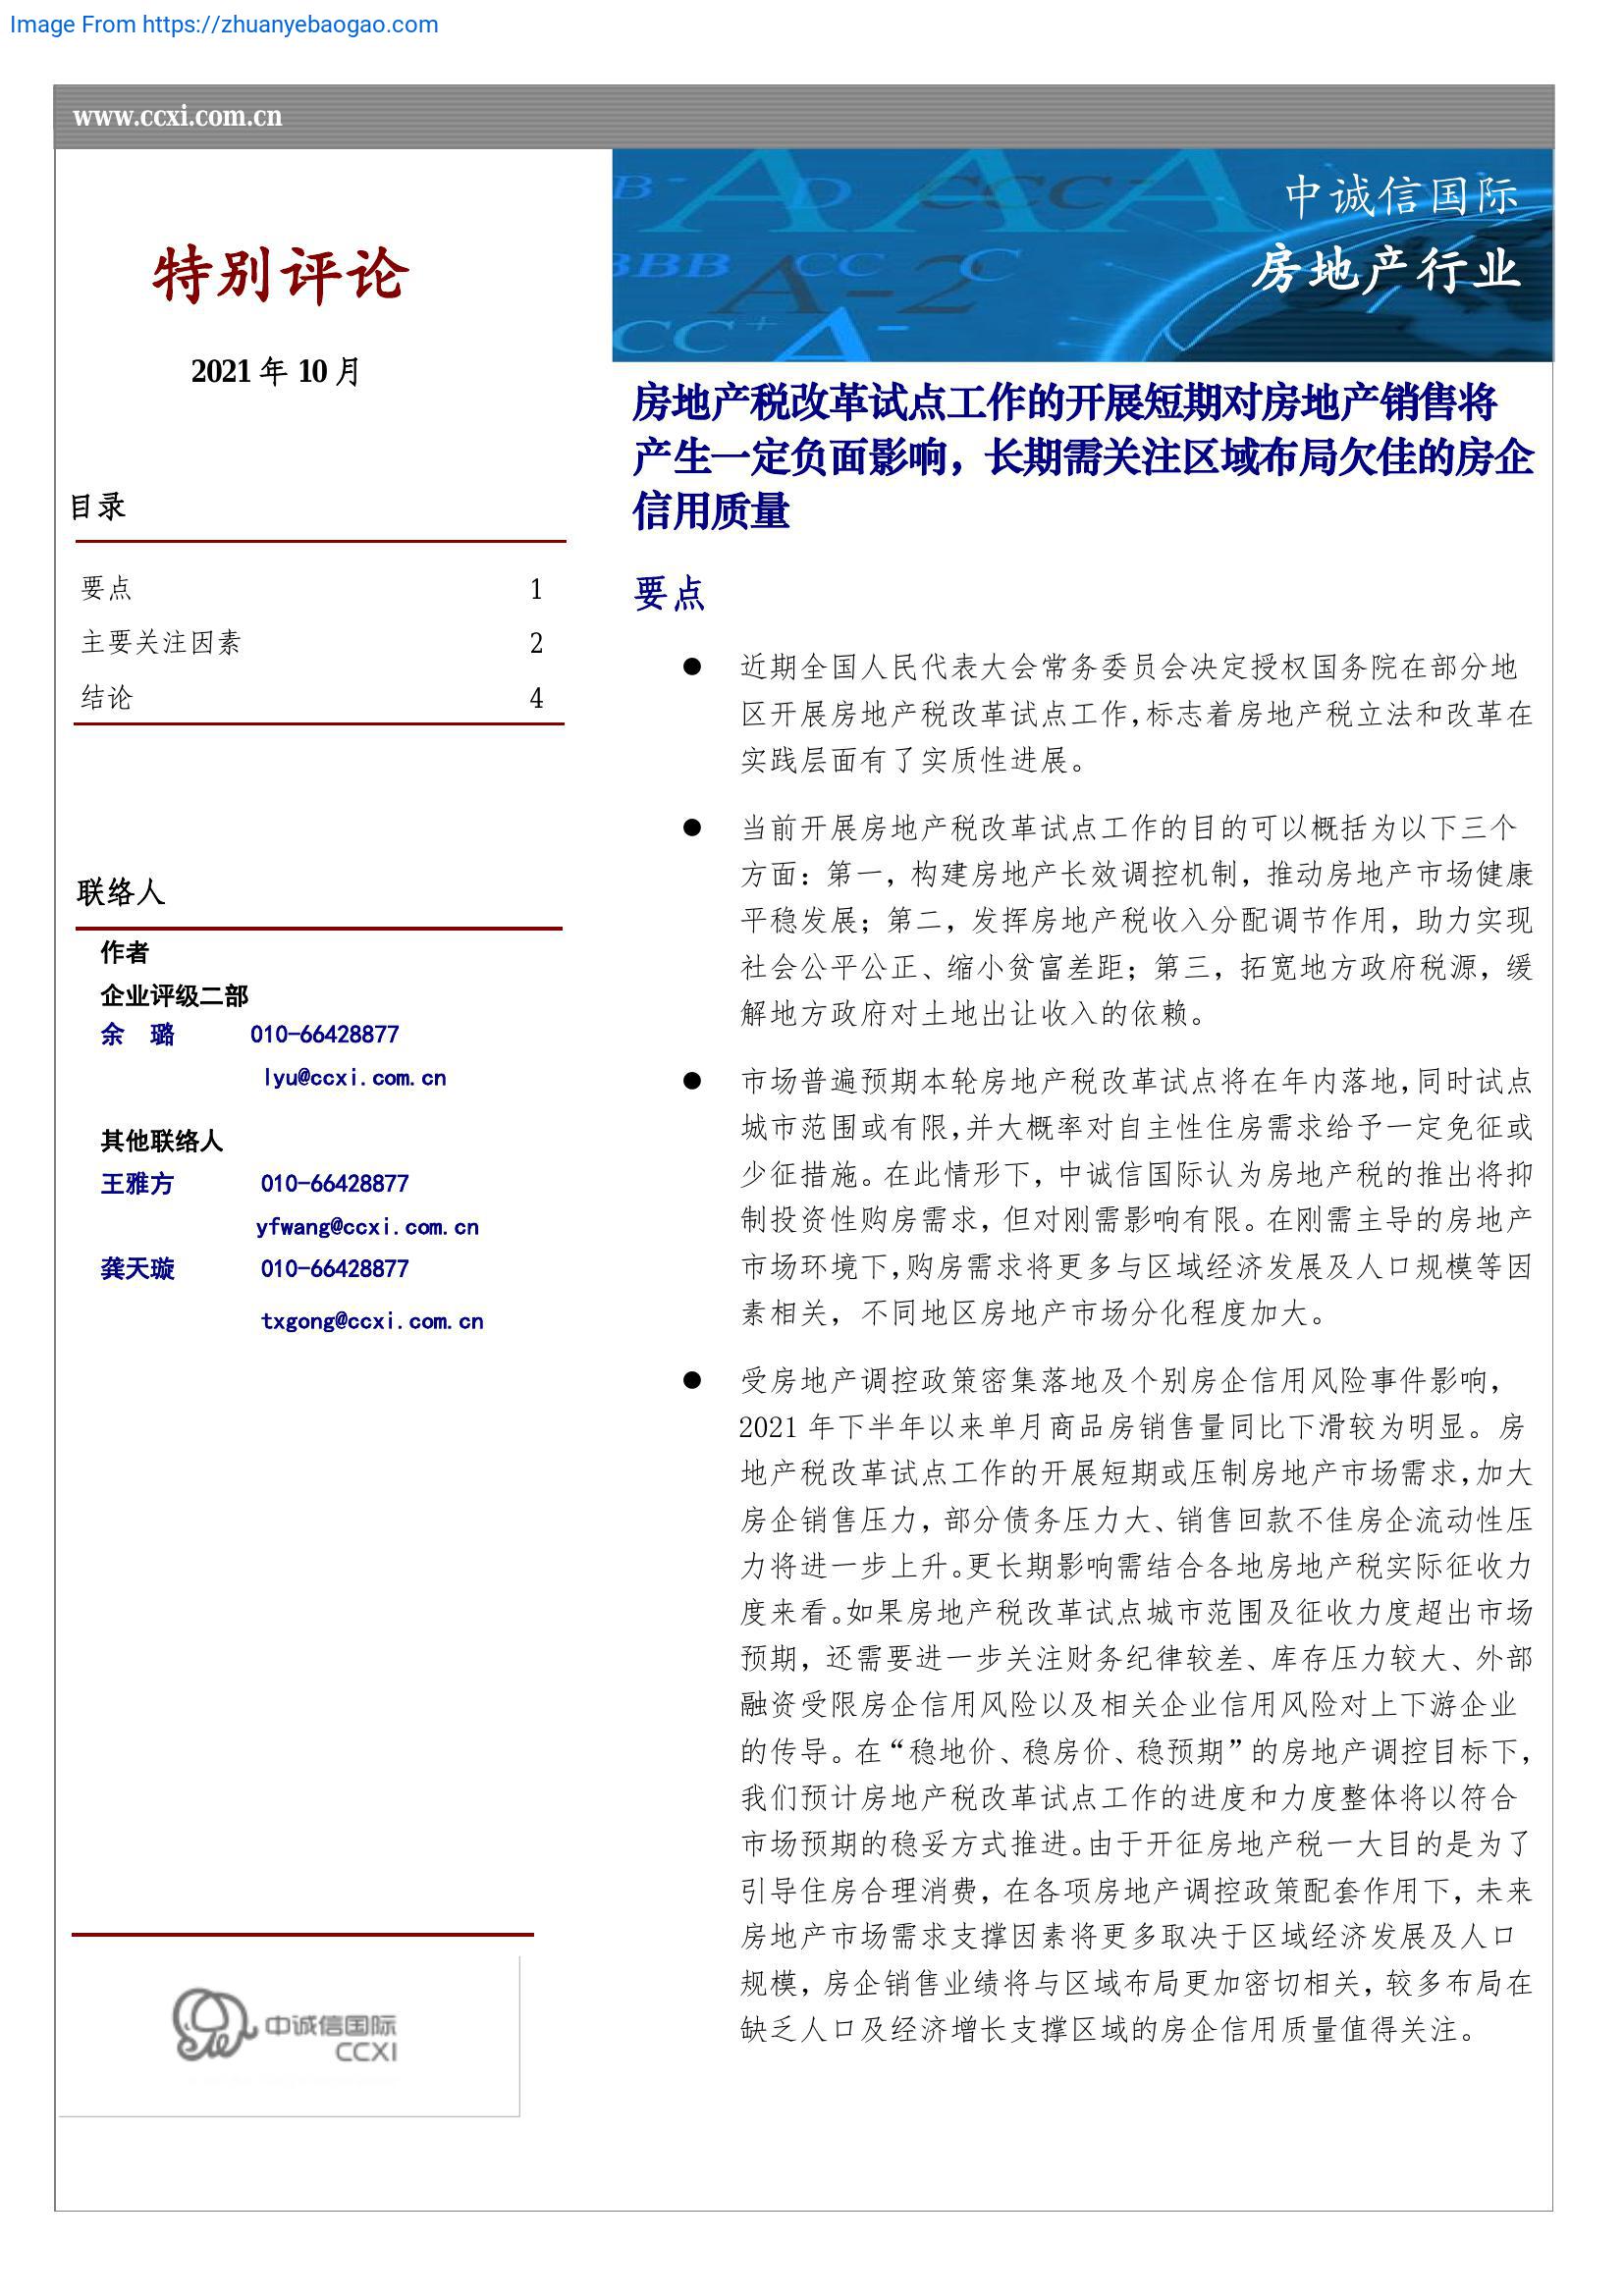 Image From https://zhuanyebaogao.com
www.ccxi.com.cn
B- A D CCC- A A
BBB A-2 CC C
CC+ A-
中诚信国际
房地产行业
特别评论
2021 年 10 月
目录
要点 1
主要关注因素 2
结论 4
联络人
作者
企业评级二部
余 璐 010-66428877
lyu@ccxi.com.cn
其他联络人
王雅方 010-66428877
yfwang@ccxi.com.cn
龚天璇 010-66428877
txgong@ccxi.com.cn
中诚信国际
CCXI
房地产税改革试点工作的开展短期对房地产销售将
产生一定负面影响，长期需关注区域布局欠佳的房企
信用质量
要点
● 近期全国人民代表大会常务委员会决定授权国务院在部分地
区开展房地产税改革试点工作，标志着房地产税立法和改革在
实践层面有了实质性进展。
● 当前开展房地产税改革试点工作的目的可以概括为以下三个
方面：第一，构建房地产长效调控机制，推动房地产市场健康
平稳发展；第二，发挥房地产税收入分配调节作用，助力实现
社会公平公正、缩小贫富差距；第三，拓宽地方政府税源，缓
解地方政府对土地出让收入的依赖。
● 市场普遍预期本轮房地产税改革试点将在年内落地，同时试点
城市范围或有限，并大概率对自主性住房需求给予一定免征或
少征措施。在此情形下，中诚信国际认为房地产税的推出将抑
制投资性购房需求，但对刚需影响有限。在刚需主导的房地产
市场环境下，购房需求将更多与区域经济发展及人口规模等因
素相关，不同地区房地产市场分化程度加大。
● 受房地产调控政策密集落地及个别房企信用风险事件影响，
2021 年下半年以来单月商品房销售量同比下滑较为明显。房
地产税改革试点工作的开展短期或压制房地产市场需求，加大
房企销售压力，部分债务压力大、销售回款不佳房企流动性压
力将进一步上升。更长期影响需结合各地房地产税实际征收力
度来看。如果房地产税改革试点城市范围及征收力度超出市场
预期，还需要进一步关注财务纪律较差、库存压力较大、外部
融资受限房企信用风险以及相关企业信用风险对上下游企业
的传导。在“稳地价、稳房价、稳预期”的房地产调控目标下，
我们预计房地产税改革试点工作的进度和力度整体将以符合
市场预期的稳妥方式推进。由于开征房地产税一大目的是为了
引导住房合理消费，在各项房地产调控政策配套作用下，未来
房地产市场需求支撑因素将更多取决于区域经济发展及人口
规模，房企销售业绩将与区域布局更加密切相关，较多布局在
缺乏人口及经济增长支撑区域的房企信用质量值得关注。